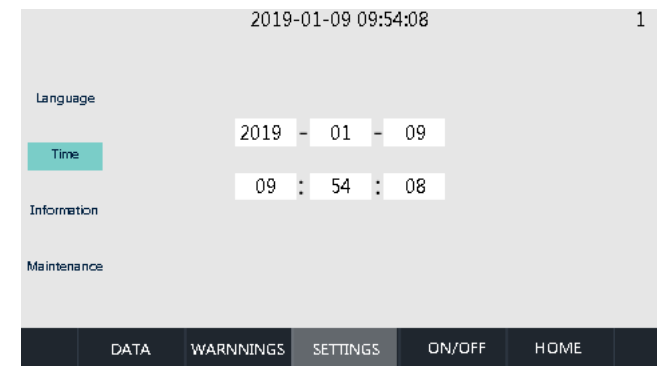 2019-01-09 09:54:08 1
Language
2019 - 01 - 09
Time
09 : 54 : 08
Information
Maintenance
DATA WARNNINGS SETTINGS ON/OFF HOME